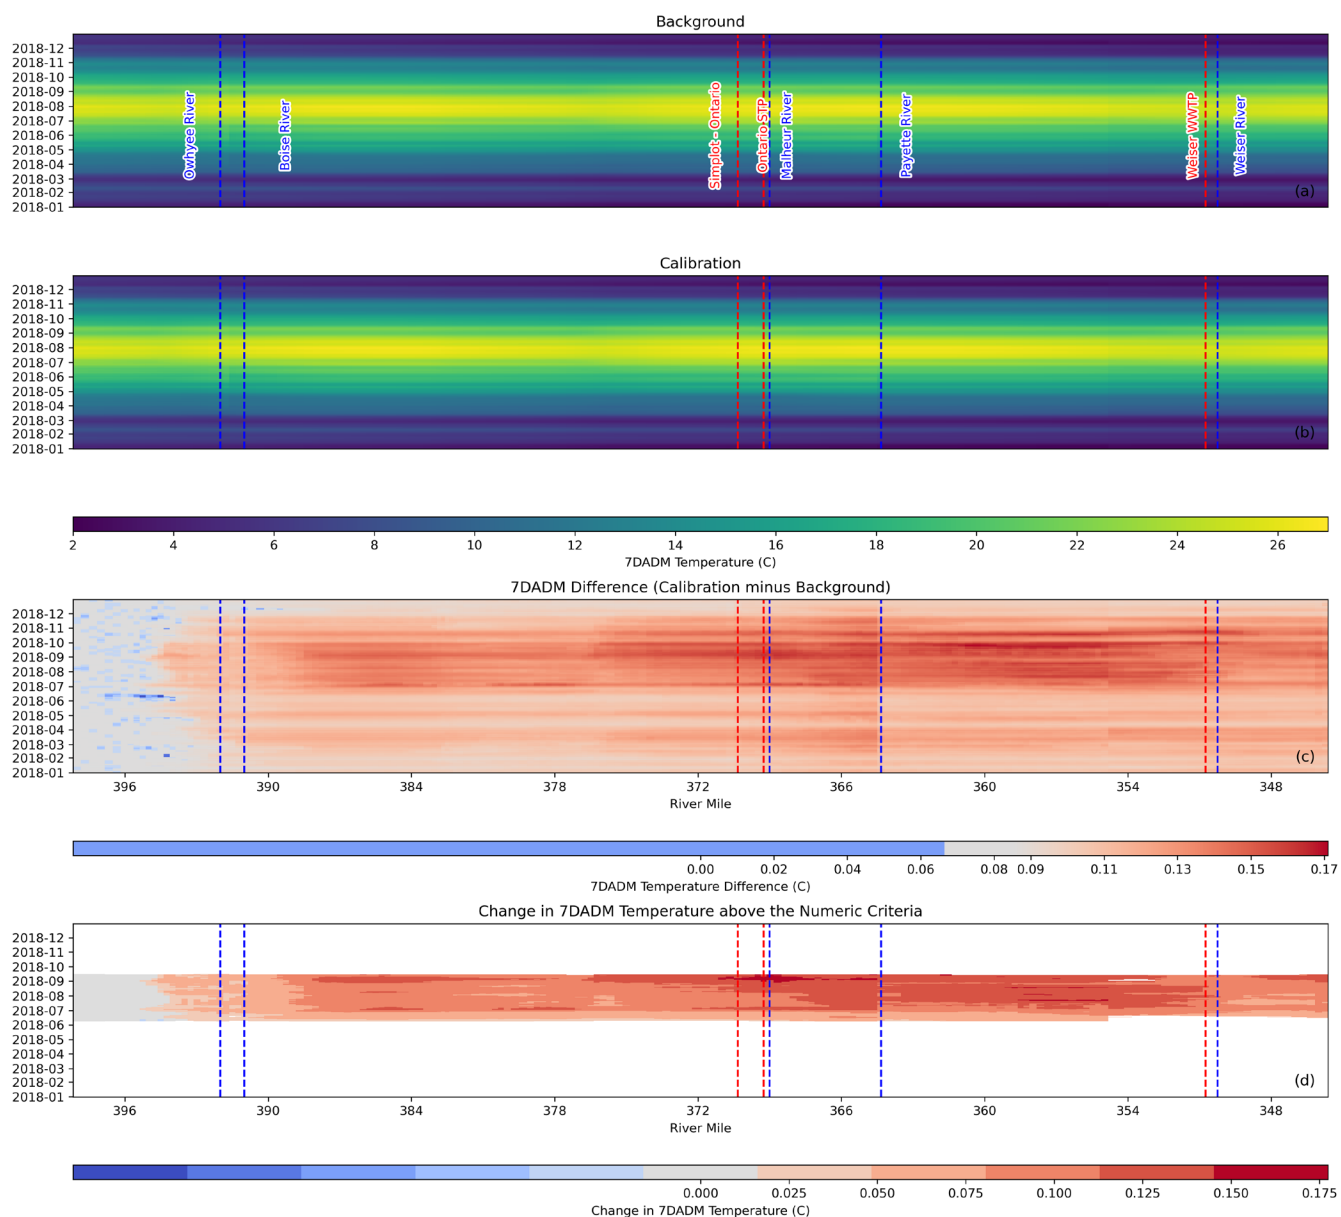 Background
2018-12
2018-11
2018-10
2018-09
2018-08
2018-07
2018-06
2018-05
2018-04
2018-03
2018-02
2018-01
Owhyee River
Boise River
Simplot - Ontario
Ontario STP
Malheur River
Payette River
Weiser WWTP
Weiser River
(a)
Calibration
2018-12
2018-11
2018-10
2018-09
2018-08
2018-07
2018-06
2018-05
2018-04
2018-03
2018-02
2018-01
(b)
2 4 6 8 10 12 14 16 18 20 22 24 26
7DADM Temperature (C)
7DADM Difference (Calibration minus Background)
2018-12
2018-11
2018-10
2018-09
2018-08
2018-07
2018-06
2018-05
2018-04
2018-03
2018-02
2018-01
(c)
396 390 384 378 372 366 360 354 348
River Mile
0.00 0.02 0.04 0.06 0.08 0.09 0.11 0.13 0.15 0.17
7DADM Temperature Difference (C)
Change in 7DADM Temperature above the Numeric Criteria
2018-12
2018-11
2018-10
2018-09
2018-08
2018-07
2018-06
2018-05
2018-04
2018-03
2018-02
2018-01
(d)
396 390 384 378 372 366 360 354 348
River Mile
0.000 0.025 0.050 0.075 0.100 0.125 0.150 0.175
Change in 7DADM Temperature (C)